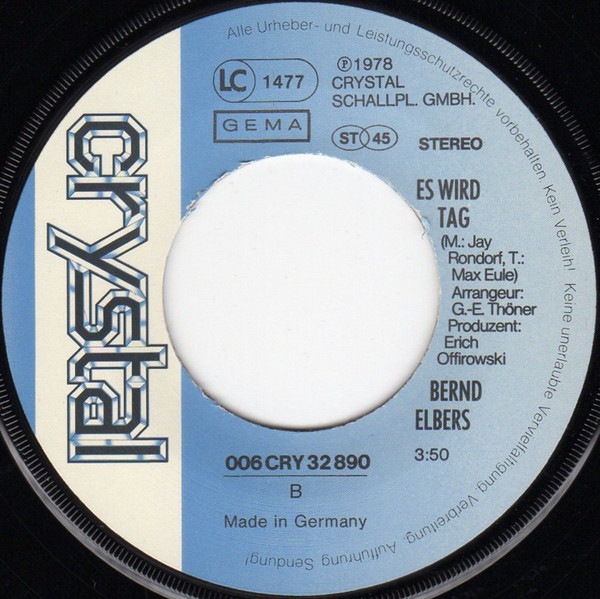 Alle Urheber- und Leistungsschutzrechte vorbehalten. Kein Verleih! Keine unerlaubte Vervielfältigung, Verbreitung, Aufführung Sendung!
crystal
LC 1477
GEMA
℗ 1978
CRYSTAL
SCHALLPL. GMBH.
ST 45
STEREO
ES WIRD
TAG
(M.: Jay
Rondorf, T.:
Max Eule)
Arrangeur:
G.-E. Thöner
Produzent:
Erich
Offirowski
BERND
ELBERS
3:50
006 CRY 32 890
B
Made in Germany